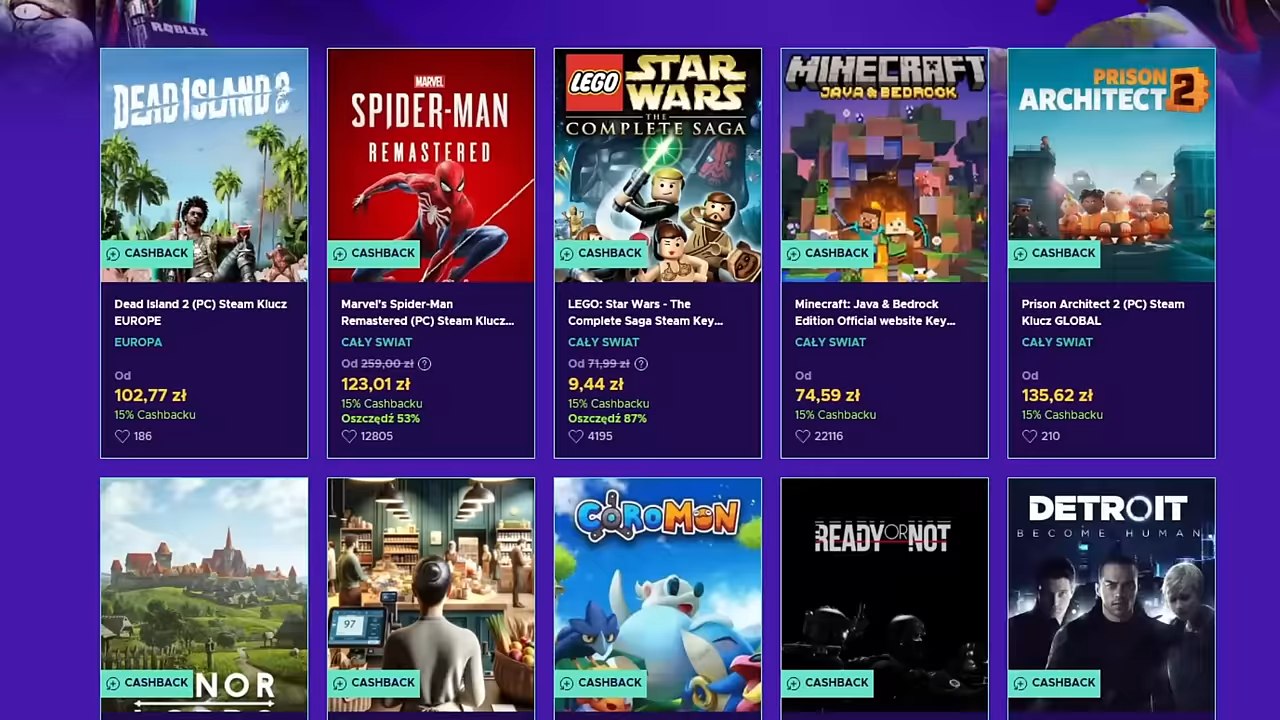 ROBLOX
DEAD ISLAND 2
CASHBACK
Dead Island 2 (PC) Steam Klucz
EUROPE
EUROPA
Od
102,77 zł
15% Cashbacku
186
MARVEL
SPIDER-MAN
REMASTERED
CASHBACK
Marvel's Spider-Man
Remastered (PC) Steam Klucz...
CAŁY SWIAT
Od 259,00 zł ?
123,01 zł
15% Cashbacku
Oszczędź 53%
12805
LEGO STAR
WARS
THE
COMPLETE SAGA
CASHBACK
LEGO: Star Wars - The
Complete Saga Steam Key...
CAŁY SWIAT
Od 71,99 zł ?
9,44 zł
15% Cashbacku
Oszczędź 87%
4195
MINECRAFT
JAVA & BEDROCK
CASHBACK
Minecraft: Java & Bedrock
Edition Official website Key...
CAŁY SWIAT
Od
74,59 zł
15% Cashbacku
22116
PRISON
ARCHITECT 2
CASHBACK
Prison Architect 2 (PC) Steam
Klucz GLOBAL
CAŁY SWIAT
Od
135,62 zł
15% Cashbacku
210
CASHBACK
NOR
97
CASHBACK
COROMON
CASHBACK
READY OR NOT
CASHBACK
DETROIT
BECOME HUMAN
CASHBACK